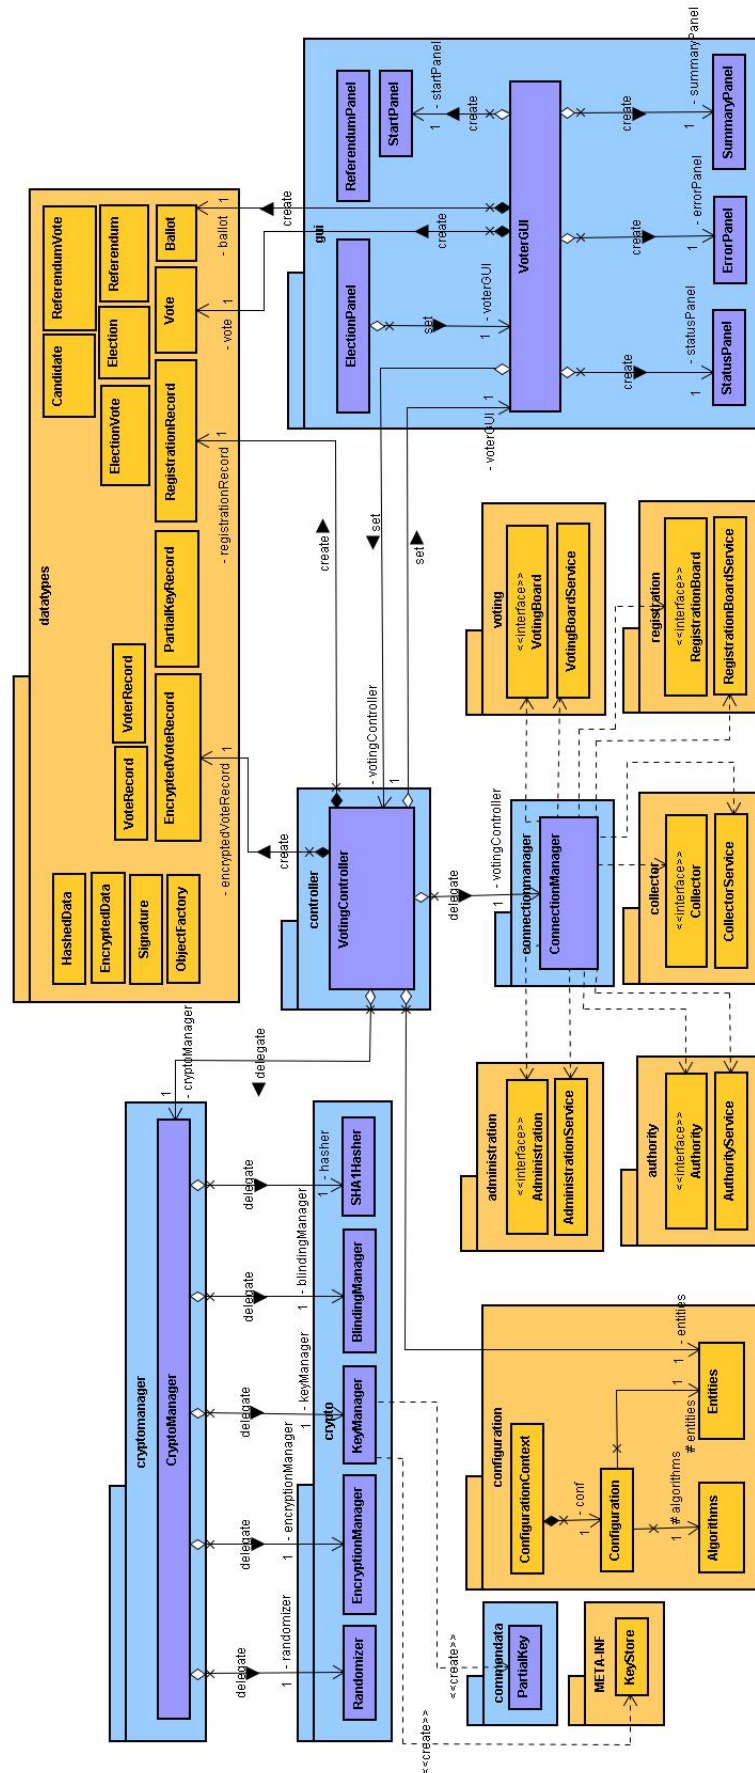 cryptomanager
CryptoManager
delegate
delegate
delegate
delegate
delegate
1 - randomizer
1 - encryptionManager
1 - keyManager
1 - blindingManager
1 - hasher
crypto
Randomizer
EncryptionManager
KeyManager
BlindingManager
SHA1Hasher
<<create>>
<<create>>
commondata
PartialKey
META-INF
KeyStore
1 - cryptoManager
delegate
configuration
ConfigurationContext
1 - conf
Configuration
1 # algorithms
# entities
1
1 - entities
Algorithms
Entities
datatypes
HashedData
EncryptedData
Signature
ObjectFactory
VoteRecord
VoterRecord
EncryptedVoteRecord
PartialKeyRecord
RegistrationRecord
ElectionVote
Candidate
Election
Vote
ReferendumVote
Referendum
Ballot
- encryptedVoteRecord 1
create
- registrationRecord 1
create
- vote 1
create
- ballot 1
create
controller
VotingController
- votingController
1
set
set
- voterGUI
1
delegate
1 - votingController
connectionmanager
ConnectionManager
administration
<<interface>>
Administration
AdministrationService
authority
<<interface>>
Authority
AuthorityService
collector
<<interface>>
Collector
CollectorService
voting
<<interface>>
VotingBoard
VotingBoardService
registration
<<interface>>
RegistrationBoard
RegistrationBoardService
gui
ElectionPanel
set
1 - voterGUI
ReferendumPanel
StartPanel
1 - startPanel
create
VoterGUI
create
1 - statusPanel
StatusPanel
create
1 - errorPanel
ErrorPanel
create
1 - summaryPanel
SummaryPanel